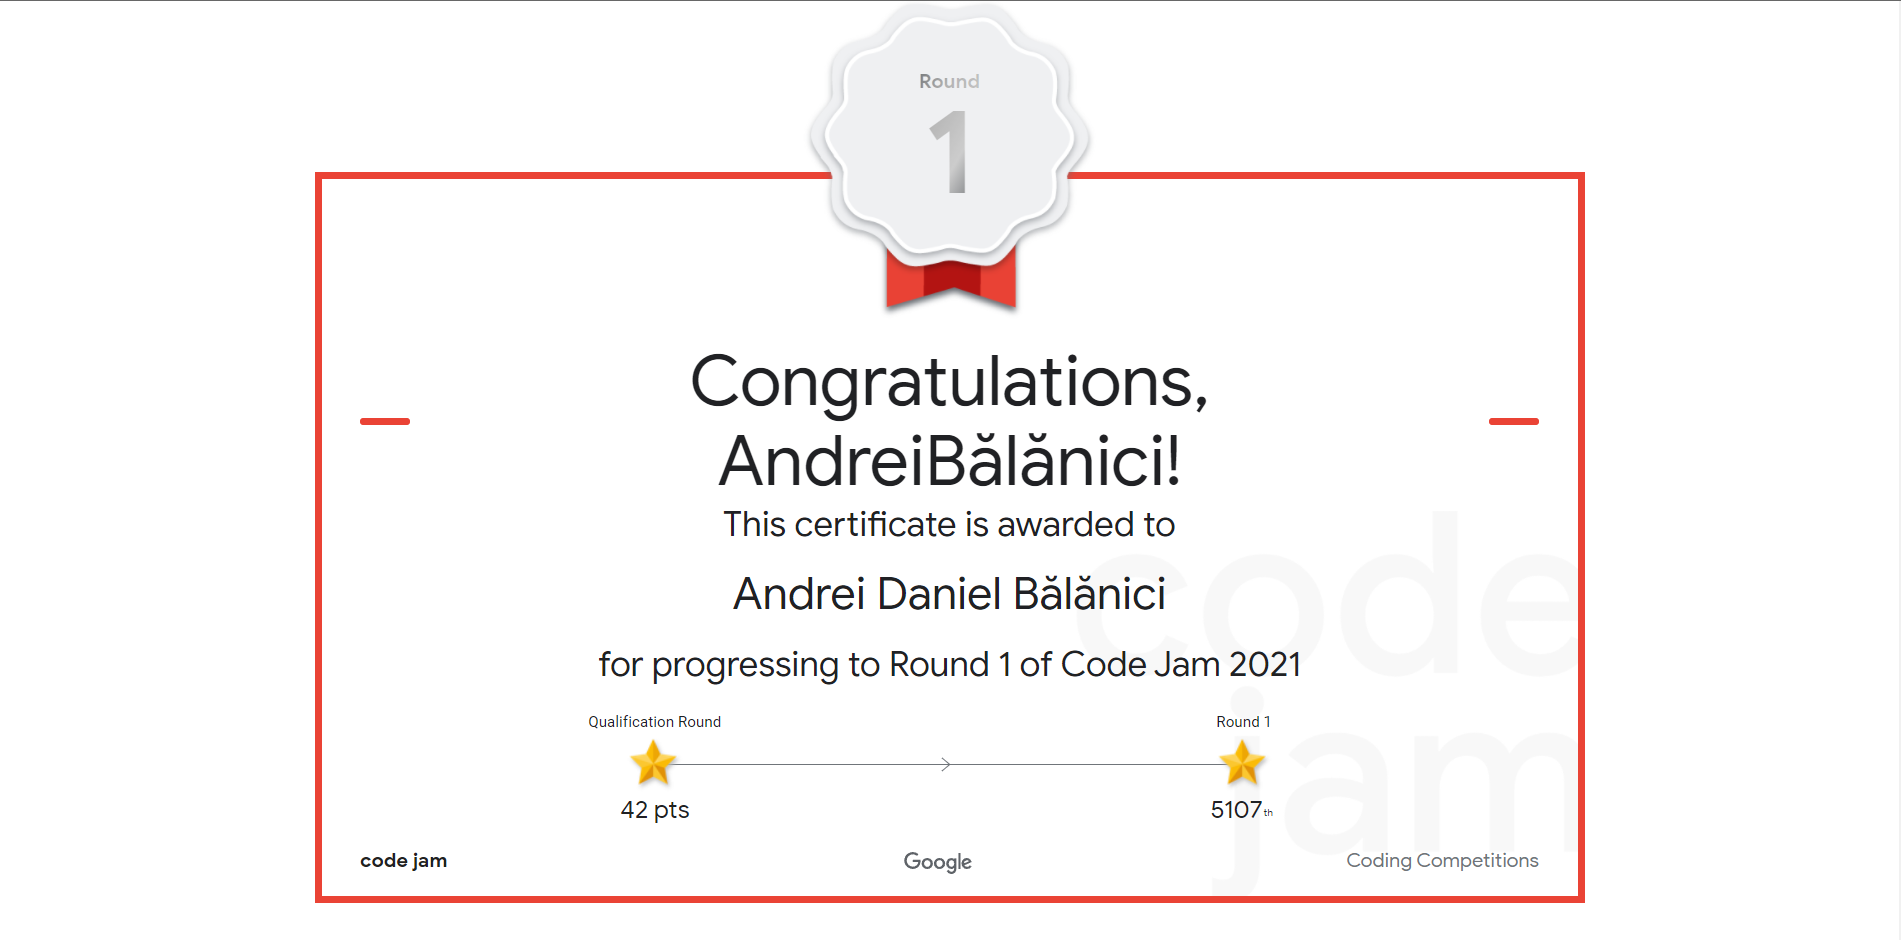 Round
1
Congratulations,
AndreiBălănici!
This certificate is awarded to
Andrei Daniel Bălănici
for progressing to Round 1 of Code Jam 2021
Qualification Round
Round 1
42 pts
5107th
code jam
Google
Coding Competitions
code
jam